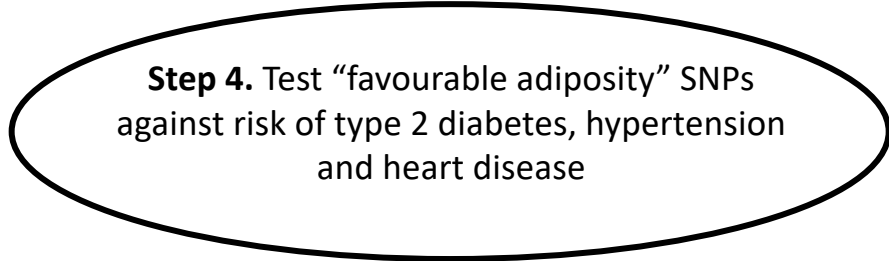 Step 4. Test “favourable adiposity” SNPs
against risk of type 2 diabetes, hypertension
and heart disease